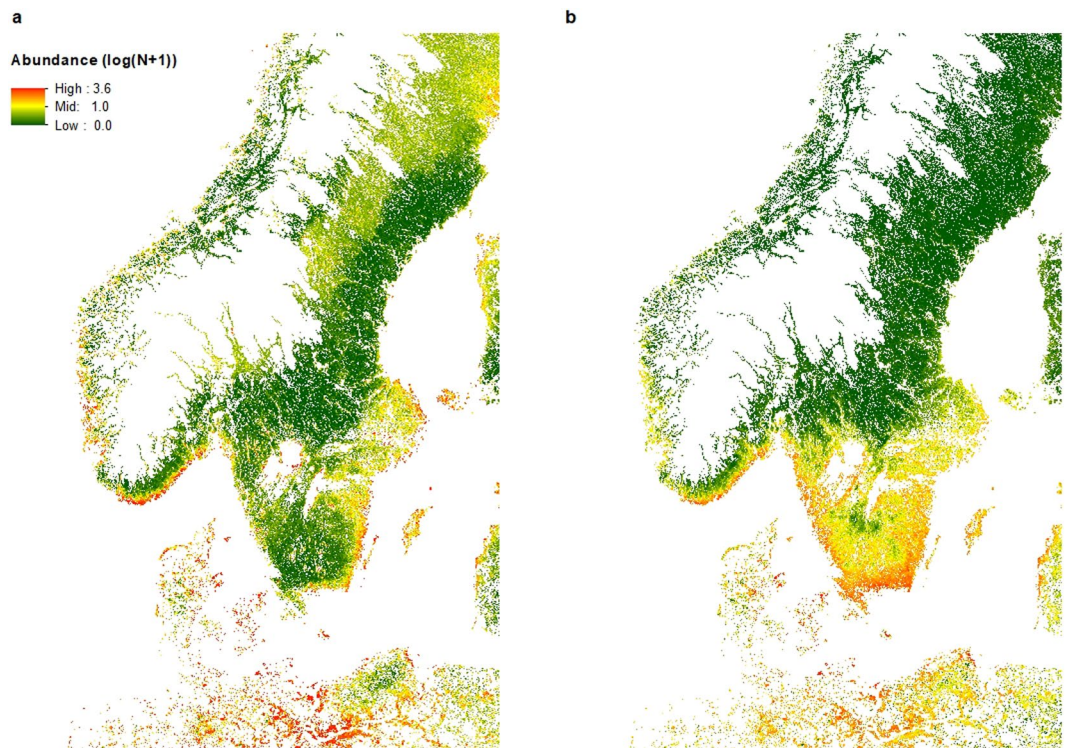 a
b
Abundance (log(N+1))
High : 3.6
Mid: 1.0
Low : 0.0